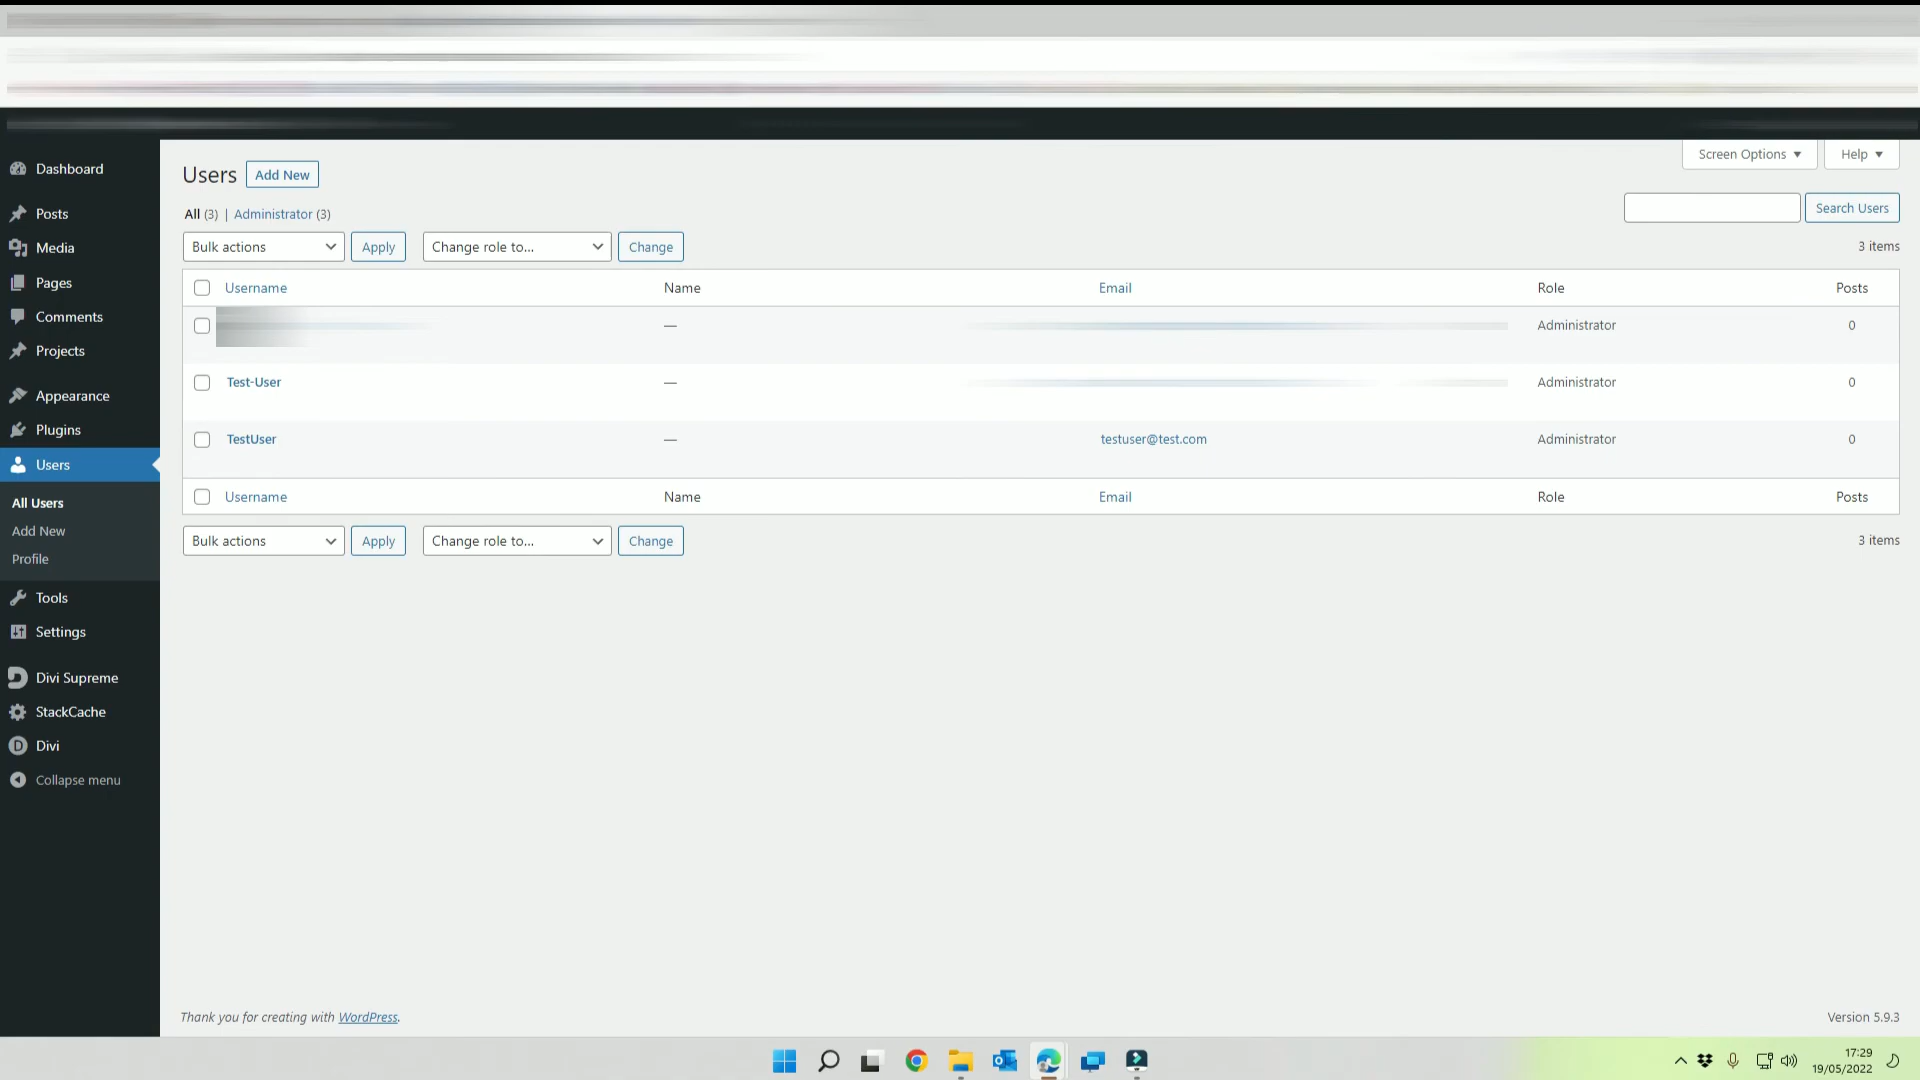 Dashboard
Posts
Media
Pages
Comments
Projects
Appearance
Plugins
Users
All Users
Add New
Profile
Tools
Settings
Divi Supreme
StackCache
Divi
Collapse menu
Screen Options Help
Users Add New
All (3) | Administrator (3)
Search Users
Bulk actions Apply Change role to... Change 3 items
Username Name Email Role Posts
— Administrator 0
Test-User — Administrator 0
TestUser — testuser@test.com Administrator 0
Username Name Email Role Posts
Bulk actions Apply Change role to... Change 3 items
Thank you for creating with WordPress. Version 5.9.3
17:29
19/05/2022